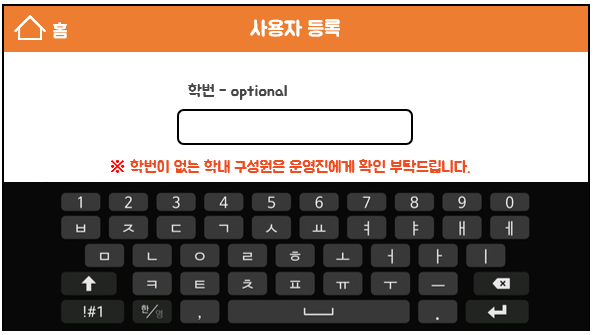 홈
사용자 등록
학번 - optional
※ 학번이 없는 학내 구성원은 운영진에게 확인 부탁드립니다.
1 2 3 4 5 6 7 8 9 0
ㅂ ㅈ ㄷ ㄱ ㅅ ㅛ ㅕ ㅑ ㅐ ㅔ
ㅁ ㄴ ㅇ ㄹ ㅎ ㅗ ㅓ ㅏ ㅣ
ㅋ ㅌ ㅊ ㅍ ㅠ ㅜ ㅡ
!#1 한/영 , .